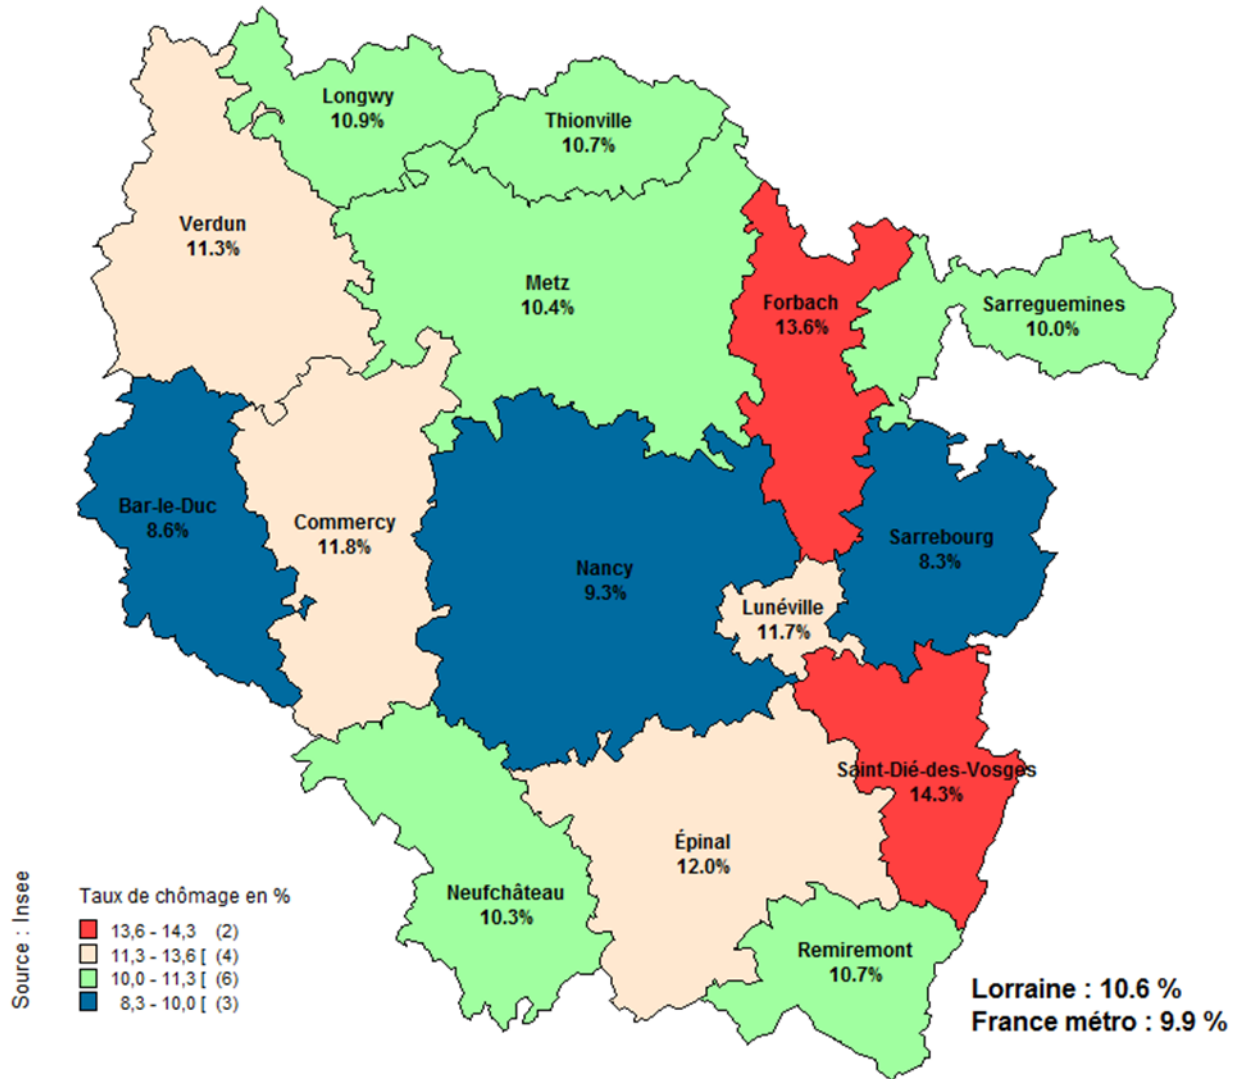 Longwy
10.9%
Thionville
10.7%
Verdun
11.3%
Metz
10.4%
Forbach
13.6%
Sarreguemines
10.0%
Bar-le-Duc
8.6%
Commercy
11.8%
Nancy
9.3%
Sarrebourg
8.3%
Lunéville
11.7%
Saint-Dié-des-Vosges
14.3%
Épinal
12.0%
Neufchâteau
10.3%
Remiremont
10.7%
Source : Insee
Taux de chômage en %
13,6 - 14,3 (2)
11,3 - 13,6 [ (4)
10,0 - 11,3 [ (6)
8,3 - 10,0 [ (3)
Lorraine : 10.6 %
France métro : 9.9 %